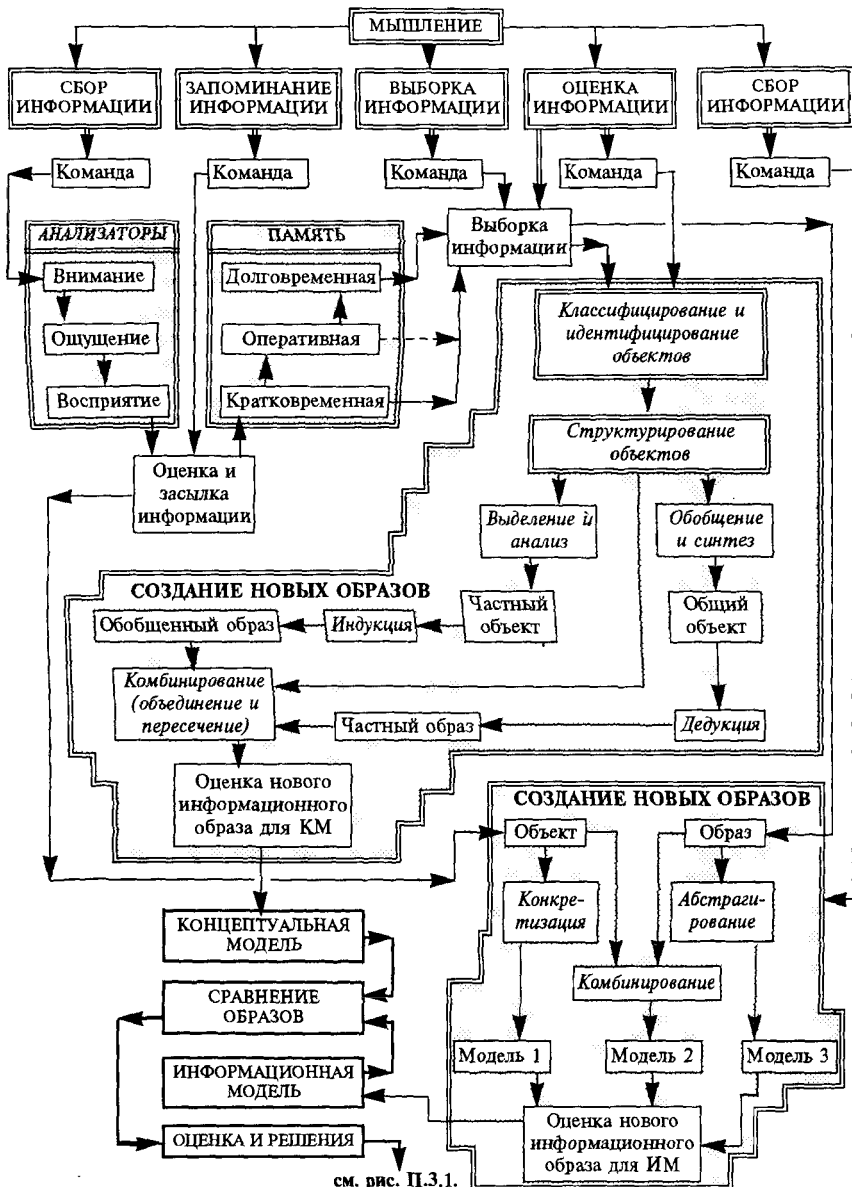 МЫШЛЕНИЕ
СБОР
ИНФОРМАЦИИ
ЗАПОМИНАНИЕ
ИНФОРМАЦИИ
ВЫБОРКА
ИНФОРМАЦИИ
ОЦЕНКА
ИНФОРМАЦИИ
СБОР
ИНФОРМАЦИИ
Команда
Команда
Команда
Команда
Команда
АНАЛИЗАТОРЫ
Внимание
Ощущение
Восприятие
ПАМЯТЬ
Долговременная
Оперативная
Кратковременная
Выборка
информации
Оценка и
засылка
информации
Классифицирование и
идентифицирование
объектов
Структурирование
объектов
Выделение и
анализ
Обобщение
и синтез
СОЗДАНИЕ НОВЫХ ОБРАЗОВ
Обобщенный образ
Индукция
Частный
объект
Общий
объект
Комбинирование
(объединение и
пересечение)
Частный образ
Дедукция
Оценка нового
информационного
образа для КМ
СОЗДАНИЕ НОВЫХ ОБРАЗОВ
Объект
Образ
Конкре-
тизация
Абстраги-
рование
Комбинирование
Модель 1
Модель 2
Модель 3
Оценка нового
информационного
образа для ИМ
КОНЦЕПТУАЛЬНАЯ
МОДЕЛЬ
СРАВНЕНИЕ
ОБРАЗОВ
ИНФОРМАЦИОННАЯ
МОДЕЛЬ
ОЦЕНКА И РЕШЕНИЯ
см. рис. П.3.1.